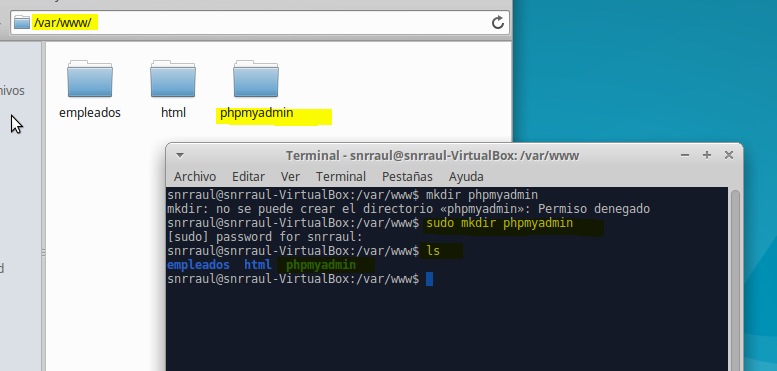 /var/www/
hivos
empleados
html
phpmyadmin
d
Terminal - snrraul@snrraul-VirtualBox: /var/www
Archivo Editar Ver Terminal Pestañas Ayuda
snrraul@snrraul-VirtualBox:/var/www$ mkdir phpmyadmin
mkdir: no se puede crear el directorio «phpmyadmin»: Permiso denegado
snrraul@snrraul-VirtualBox:/var/www$ sudo mkdir phpmyadmin
[sudo] password for snrraul:
snrraul@snrraul-VirtualBox:/var/www$ ls
empleados html phpmyadmin
snrraul@snrraul-VirtualBox:/var/www$